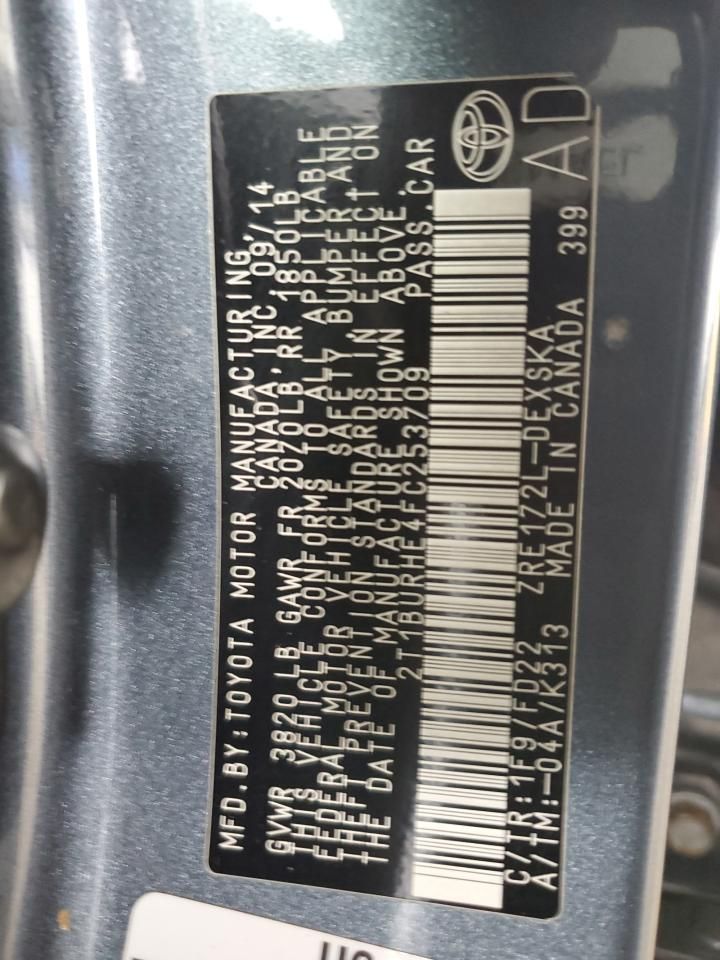 MFD.BY:TOYOTA MOTOR MANUFACTURING,
CANADA,INC. 09/14
GVWR 3820 LB GAWR FR 2070LB,RR 1850LB
THIS VEHICLE CONFORMS TO ALL APPLICABLE
FEDERAL MOTOR VEHICLE SAFETY BUMPER AND
THEFT PREVENTION STANDARDS IN EFFECT ON
THE DATE OF MANUFACTURE SHOWN ABOVE.
2T1BURHE4FC253709 PASS.CAR
C/TR:1F9/FD22 ZRE172L-DEXSKA
A/TM:-04A/K313 MADE IN CANADA 399
AD